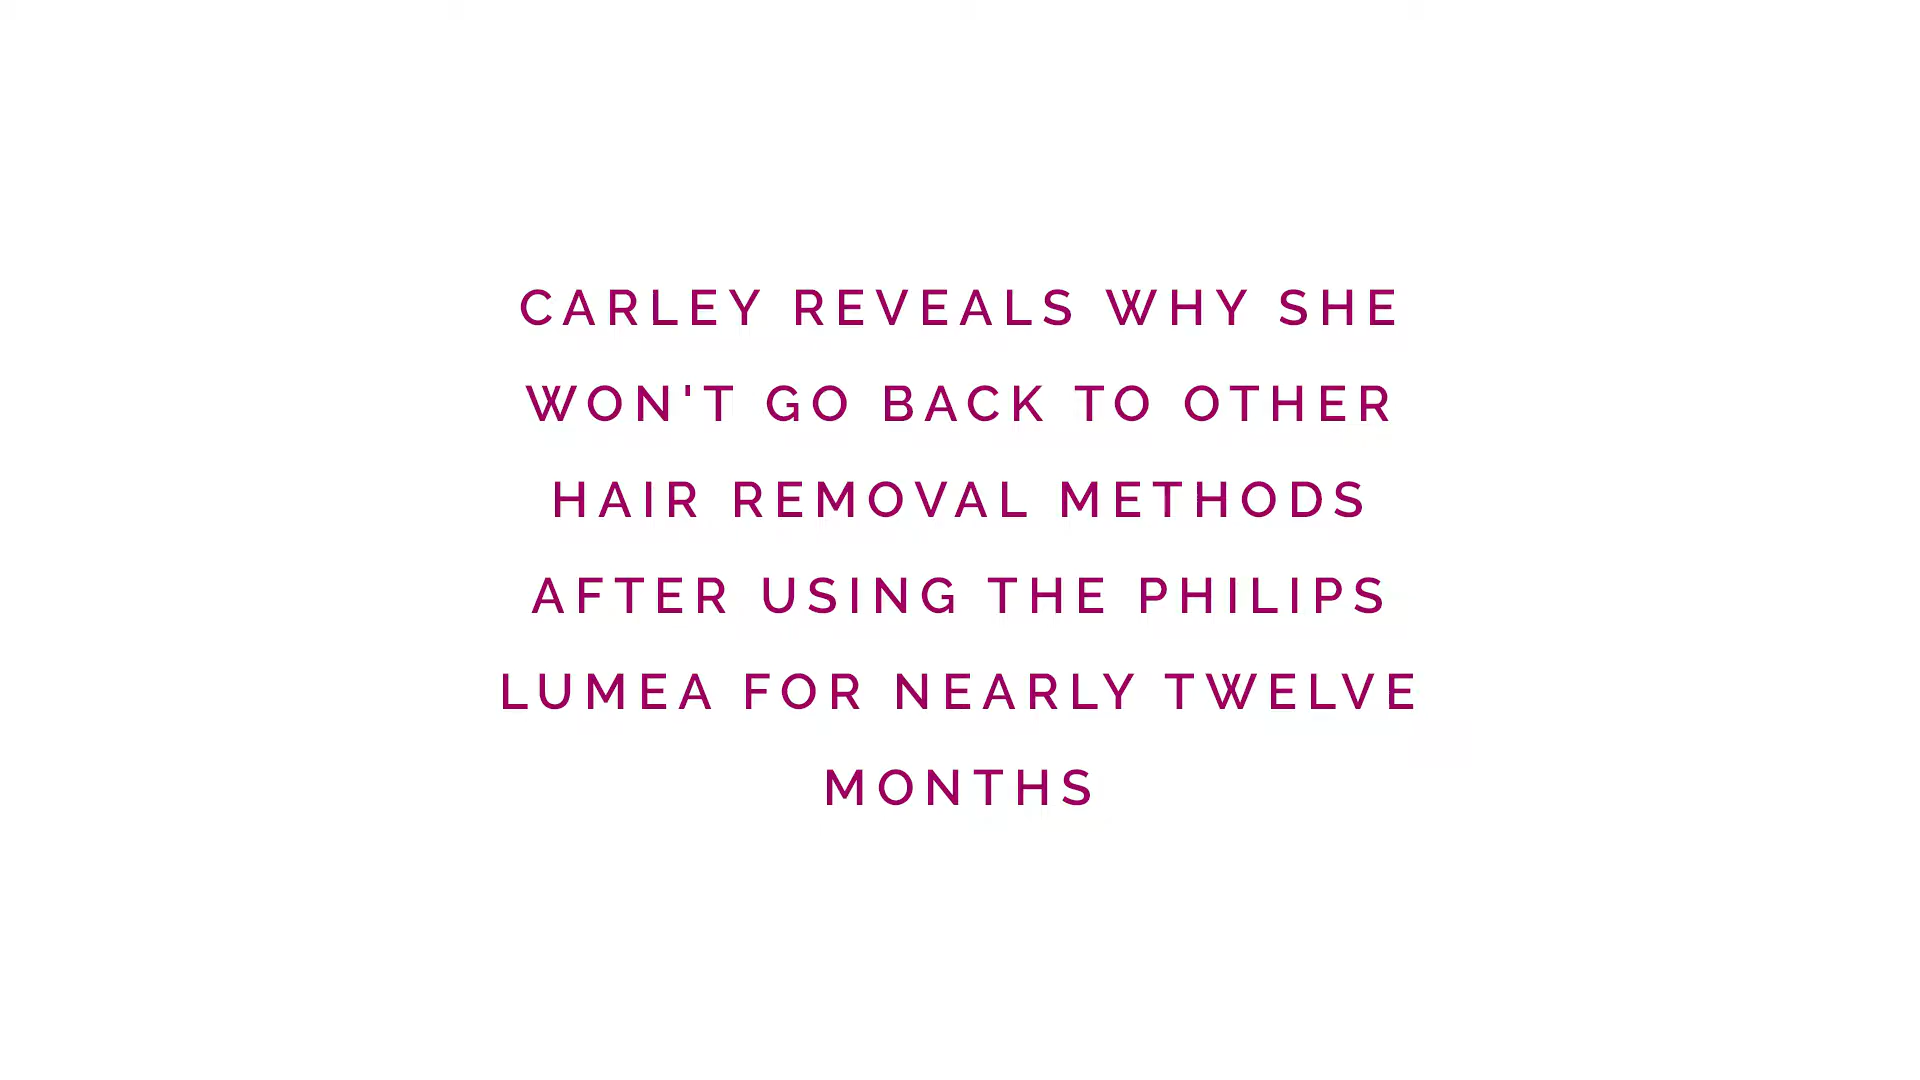 CARLEY REVEALS WHY SHE
WON'T GO BACK TO OTHER
HAIR REMOVAL METHODS
AFTER USING THE PHILIPS
LUMEA FOR NEARLY TWELVE
MONTHS